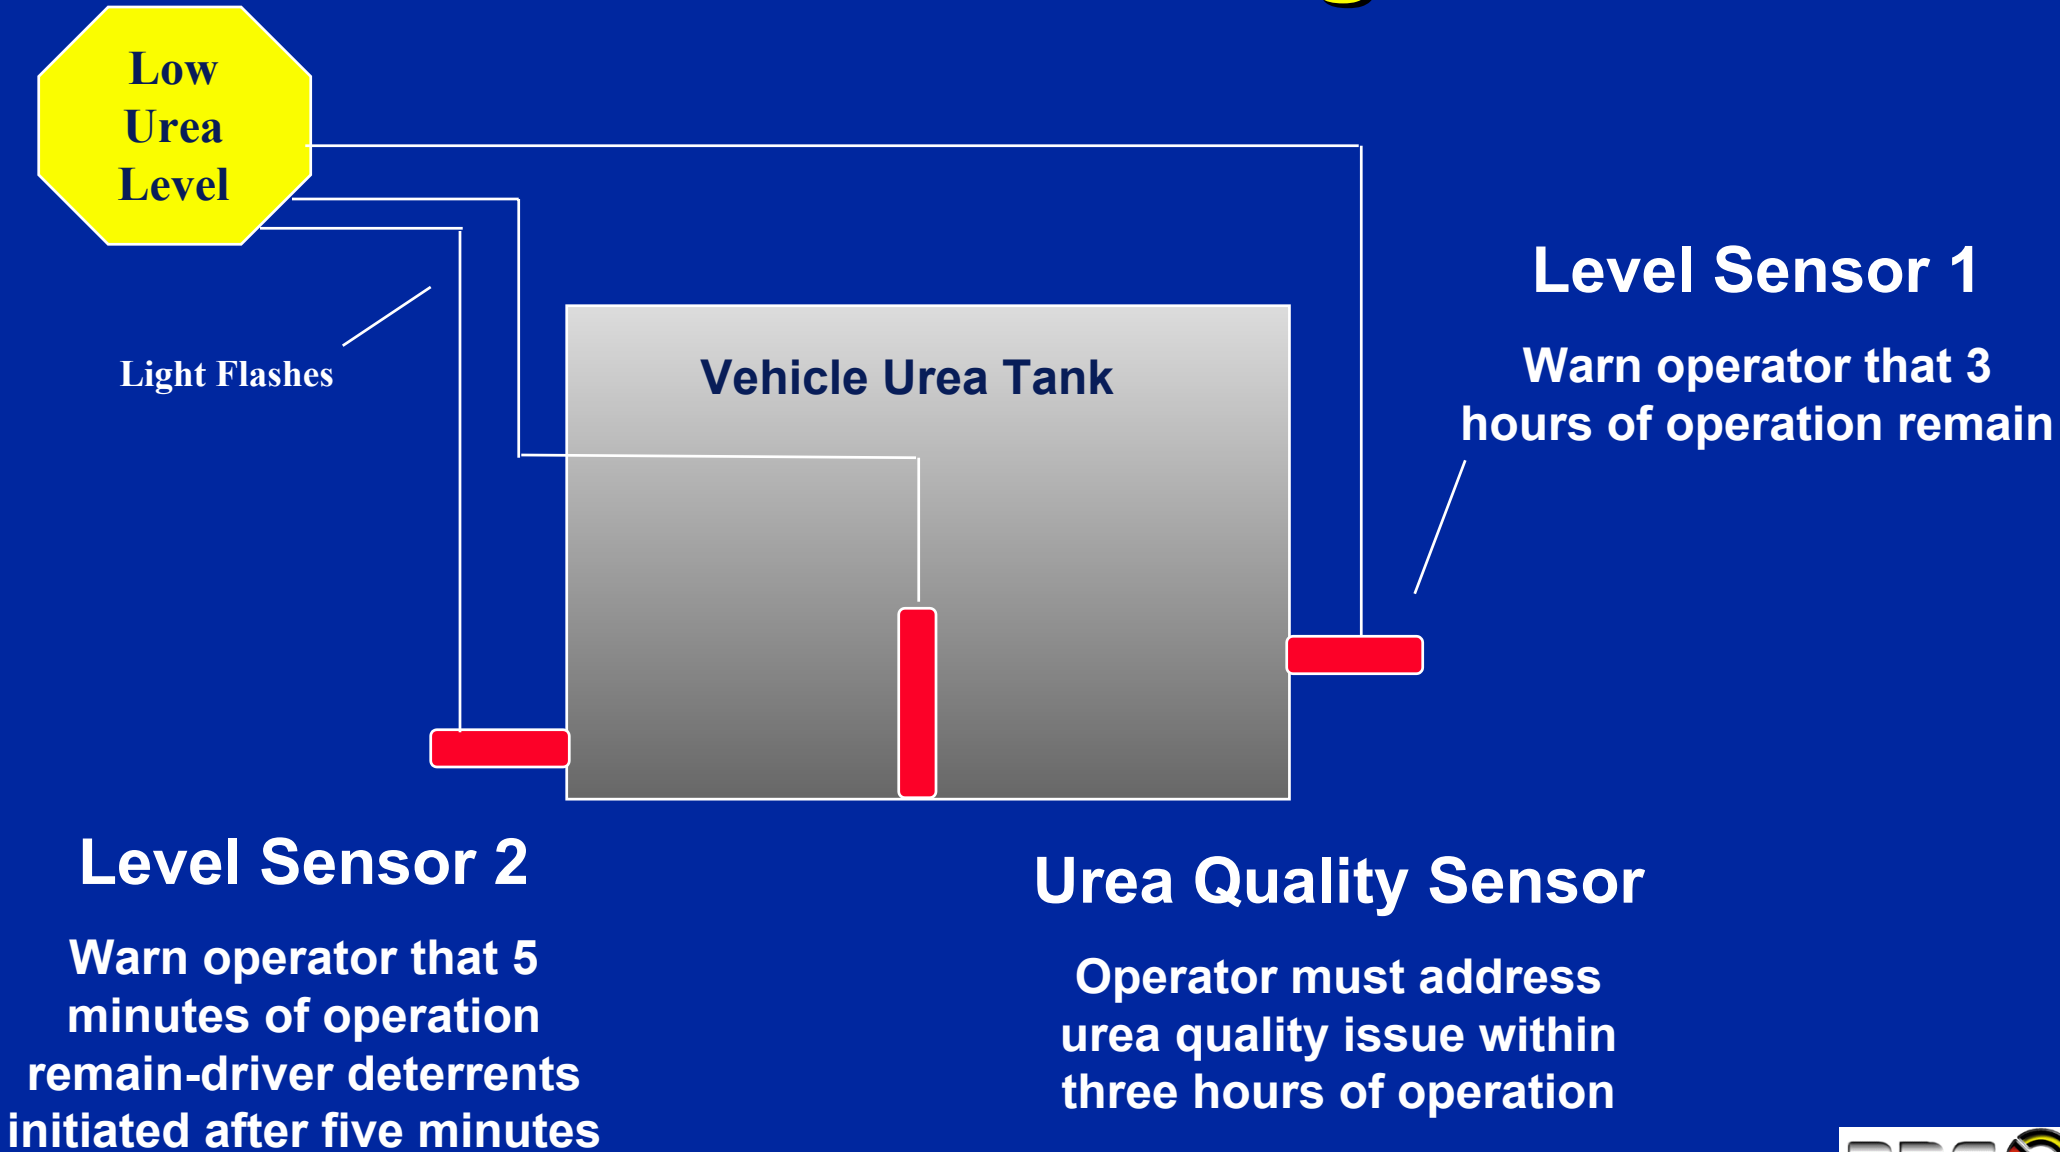 Low
Urea
Level
Light Flashes
Vehicle Urea Tank
Level Sensor 1
Warn operator that 3
hours of operation remain
Level Sensor 2
Warn operator that 5
minutes of operation
remain-driver deterrents
initiated after five minutes
Urea Quality Sensor
Operator must address
urea quality issue within
three hours of operation